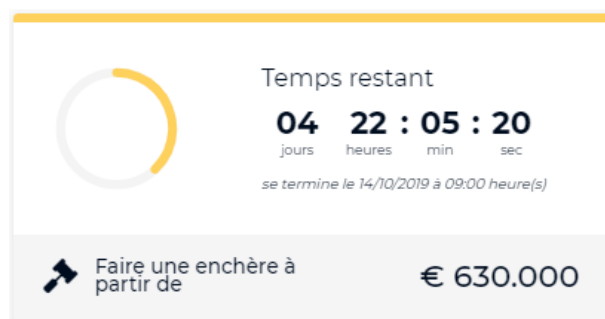 Temps restant
04 22 : 05 : 20
jours heures min sec
se termine le 14/10/2019 à 09:00 heure(s)
Faire une enchère à
partir de
€ 630.000